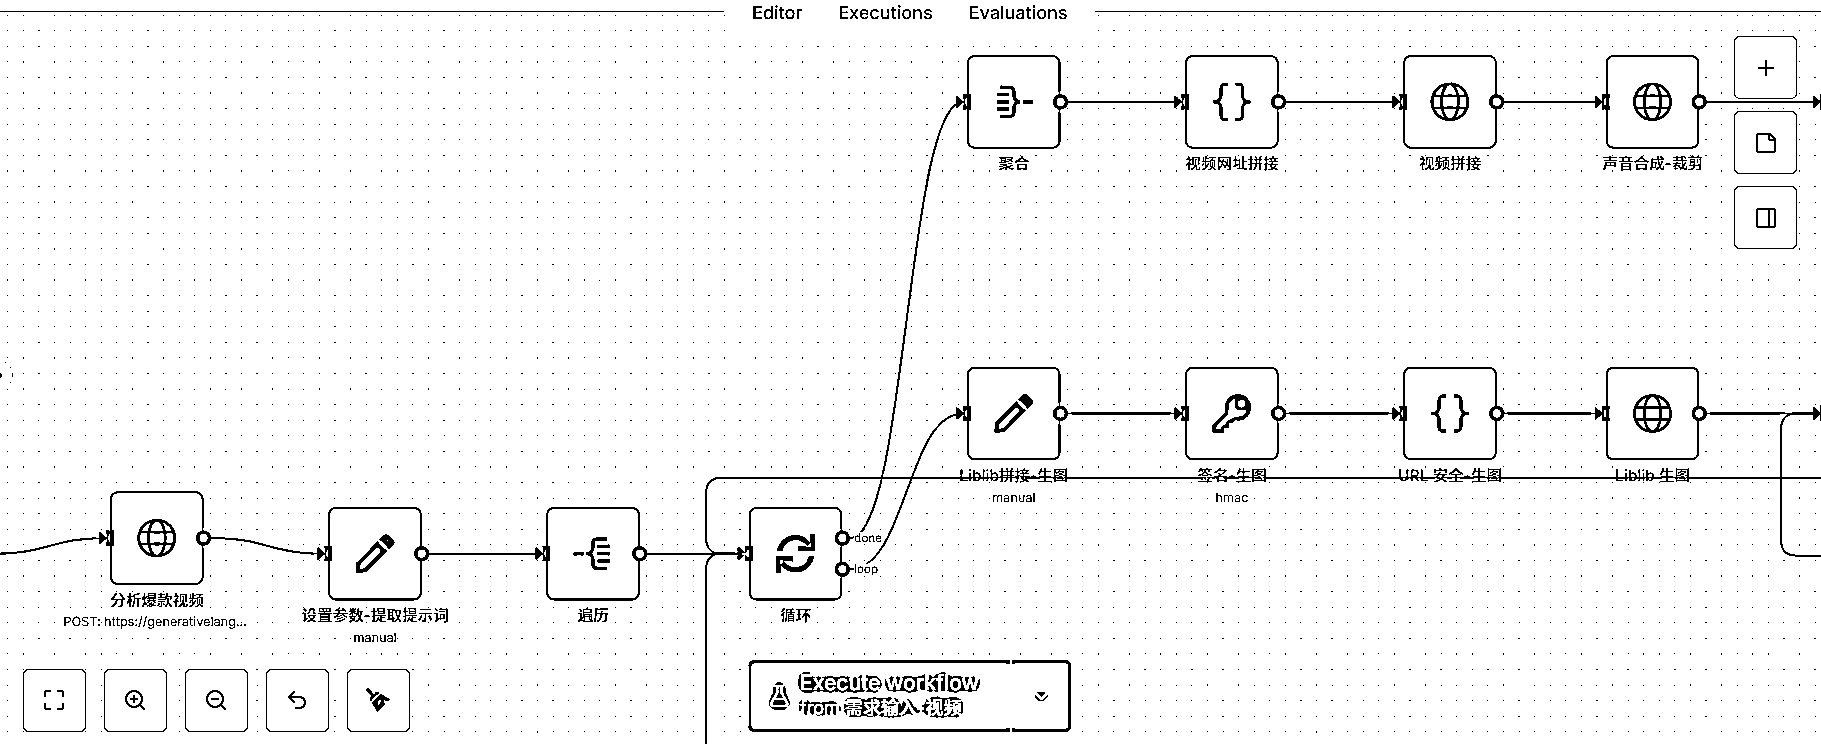 Editor Executions Evaluations
聚合
视频网址拼接
视频拼接
声音合成-裁剪
Liblib拼接-生图
manual
签名-生图
hmac
URL 安全-生图
Liblib 生图
done
loop
分析爆款视频
POST: https://generativelang...
设置参数-提取提示词
manual
遍历
循环
Execute workflow
from 需求输入-视频